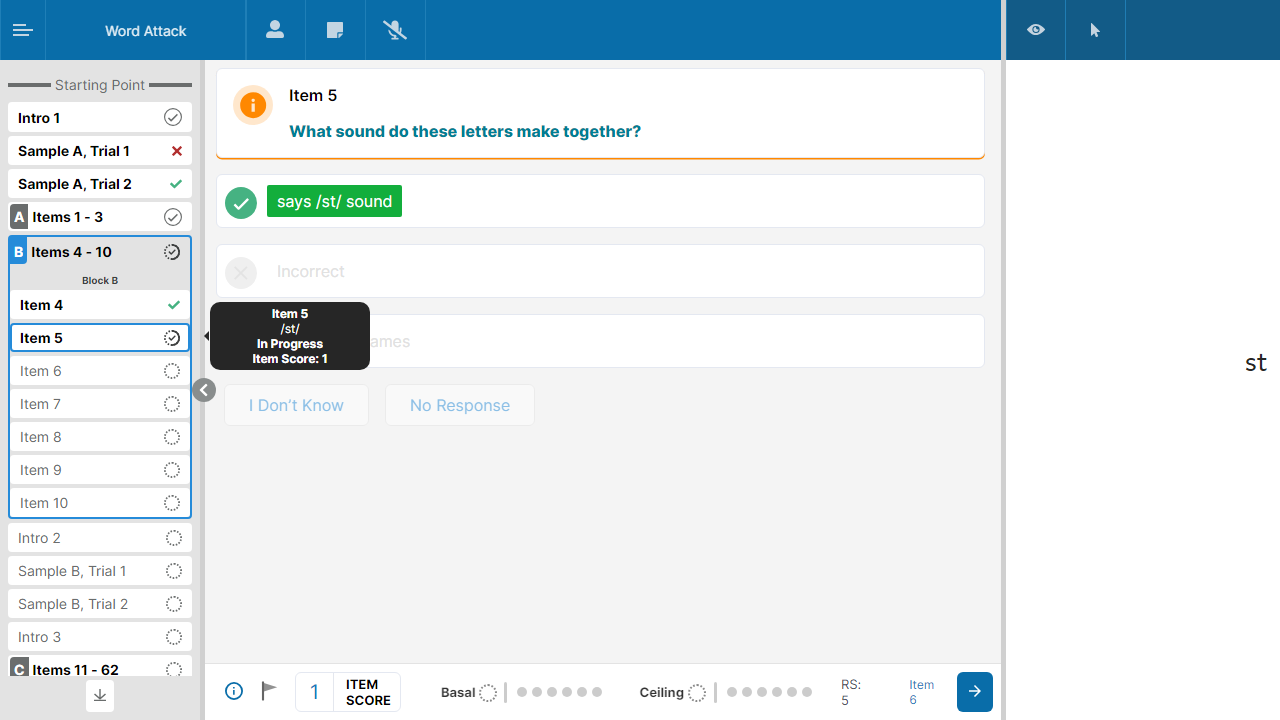 Word Attack
Starting Point
Intro 1
Sample A, Trial 1
Sample A, Trial 2
A Items 1 - 3
B Items 4 - 10
Block B
Item 4
Item 5
Item 6
Item 7
Item 8
Item 9
Item 10
Intro 2
Sample B, Trial 1
Sample B, Trial 2
Intro 3
C Items 11 - 62
Item 5
What sound do these letters make together?
says /st/ sound
Incorrect
Item 5
/st/
In Progress
Item Score: 1
I Don’t Know
No Response
1
ITEM
SCORE
Basal
Ceiling
RS:
5
Item
6
st